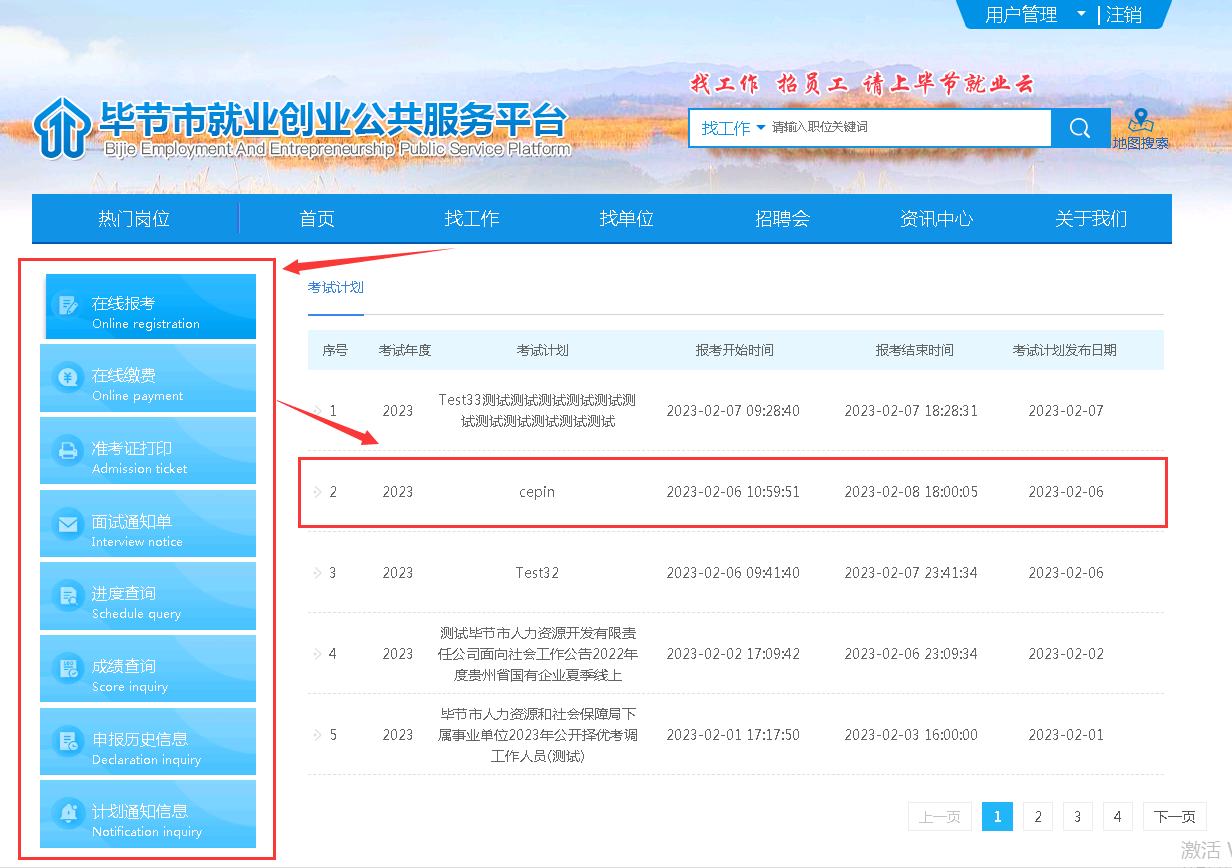 用户管理 | 注销
找工作 招员工 请上毕节就业云
毕节市就业创业公共服务平台
Bijie Employment And Entrepreneurship Public Service Platform
找工作 请输入职位关键词
地图搜索
热门岗位 首页 找工作 找单位 招聘会 资讯中心 关于我们
在线报考
Online registration
在线缴费
Online payment
准考证打印
Admission ticket
面试通知单
Interview notice
进度查询
Schedule query
成绩查询
Score inquiry
申报历史信息
Declaration inquiry
计划通知信息
Notification inquiry
考试计划
序号 考试年度 考试计划 报考开始时间 报考结束时间 考试计划发布日期
1 2023 Test33测试测试测试测试测试测 2023-02-07 09:28:40 2023-02-07 18:28:31 2023-02-07
试测试测试测试测试测试
2 2023 cepin 2023-02-06 10:59:51 2023-02-08 18:00:05 2023-02-06
3 2023 Test32 2023-02-06 09:41:40 2023-02-07 23:41:34 2023-02-06
测试毕节市人力资源开发有限责
4 2023 任公司面向社会工作公告2022年 2023-02-02 17:09:42 2023-02-06 23:09:34 2023-02-02
度贵州省国有企业夏季线上
毕节市人力资源和社会保障局下
5 2023 属事业单位2023年公开择优考调 2023-02-01 17:17:50 2023-02-03 16:00:00 2023-02-01
工作人员(测试)
上一页 1 2 3 4 下一页
激活